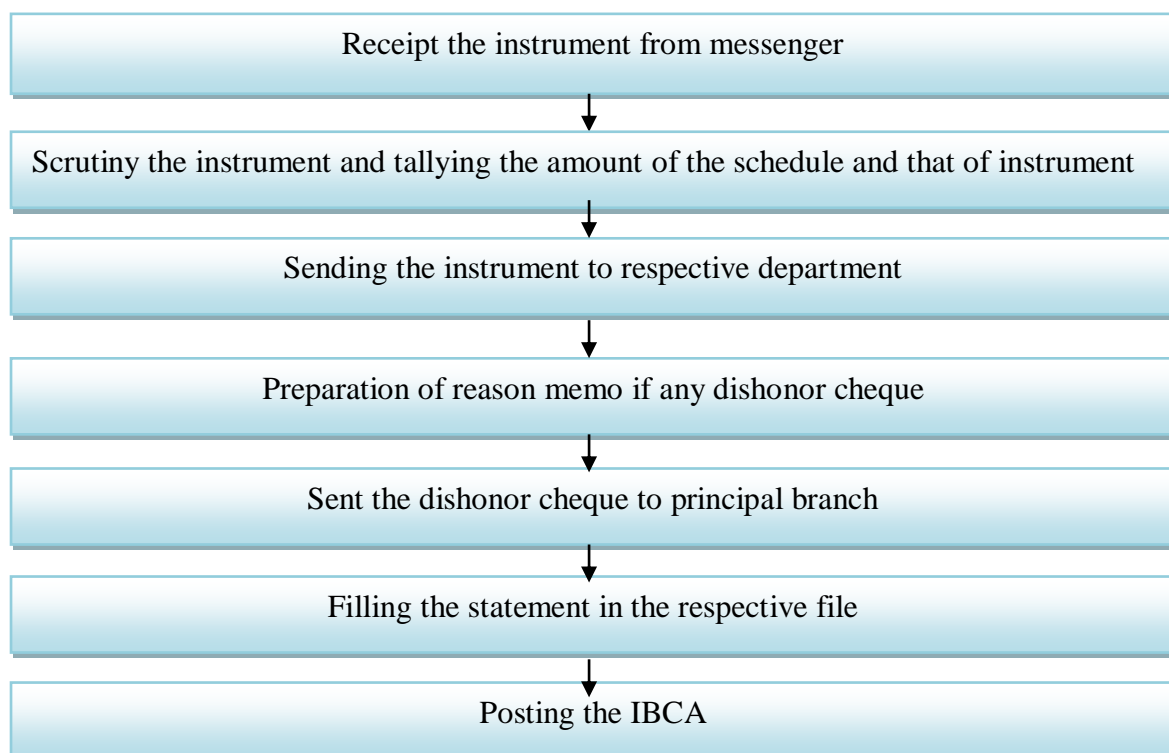 Receipt the instrument from messenger
Scrutiny the instrument and tallying the amount of the schedule and that of instrument
Sending the instrument to respective department
Preparation of reason memo if any dishonor cheque
Sent the dishonor cheque to principal branch
Filling the statement in the respective file
Posting the IBCA